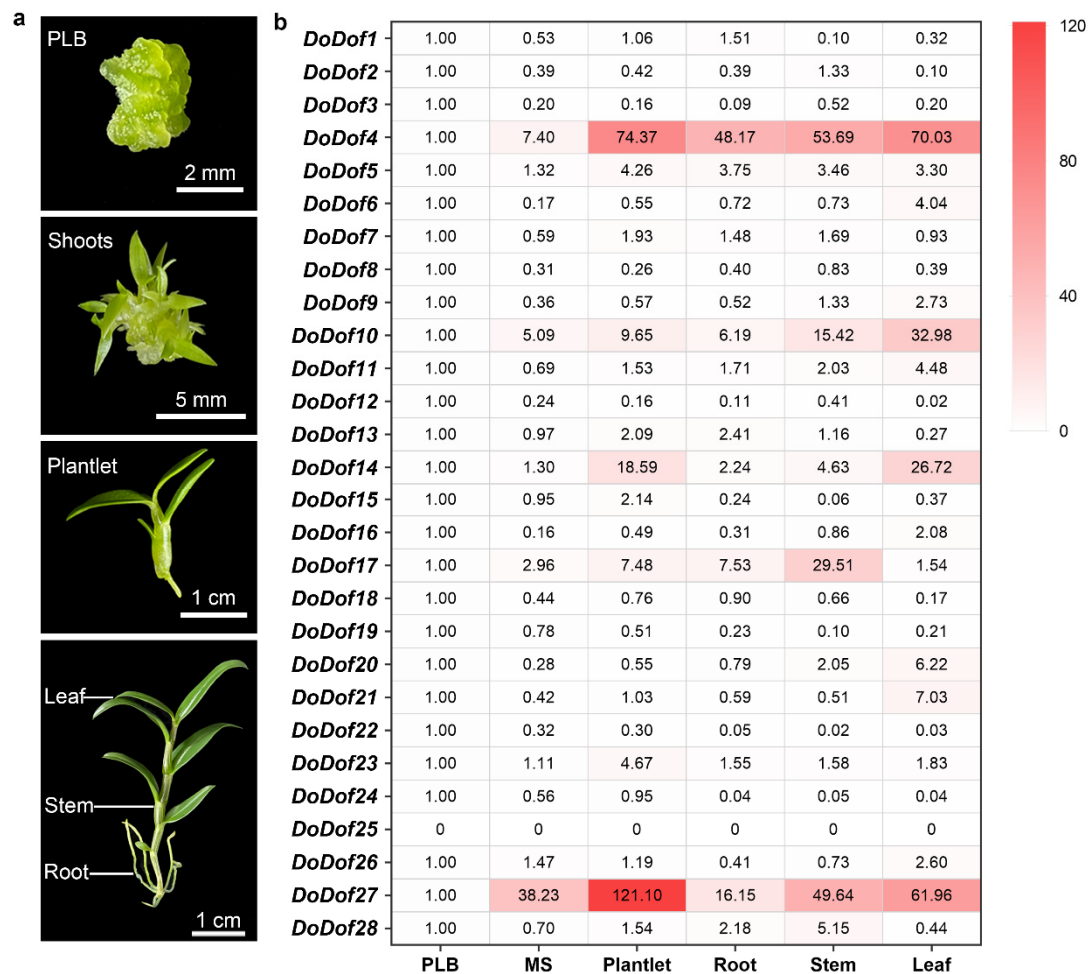 a
PLB
2 mm
Shoots
5 mm
Plantlet
1 cm
Leaf
Stem
Root
1 cm
b
DoDof1 1.00 0.53 1.06 1.51 0.10 0.32
DoDof2 1.00 0.39 0.42 0.39 1.33 0.10
DoDof3 1.00 0.20 0.16 0.09 0.52 0.20
DoDof4 1.00 7.40 74.37 48.17 53.69 70.03
DoDof5 1.00 1.32 4.26 3.75 3.46 3.30
DoDof6 1.00 0.17 0.55 0.72 0.73 4.04
DoDof7 1.00 0.59 1.93 1.48 1.69 0.93
DoDof8 1.00 0.31 0.26 0.40 0.83 0.39
DoDof9 1.00 0.36 0.57 0.52 1.33 2.73
DoDof10 1.00 5.09 9.65 6.19 15.42 32.98
DoDof11 1.00 0.69 1.53 1.71 2.03 4.48
DoDof12 1.00 0.24 0.16 0.11 0.41 0.02
DoDof13 1.00 0.97 2.09 2.41 1.16 0.27
DoDof14 1.00 1.30 18.59 2.24 4.63 26.72
DoDof15 1.00 0.95 2.14 0.24 0.06 0.37
DoDof16 1.00 0.16 0.49 0.31 0.86 2.08
DoDof17 1.00 2.96 7.48 7.53 29.51 1.54
DoDof18 1.00 0.44 0.76 0.90 0.66 0.17
DoDof19 1.00 0.78 0.51 0.23 0.10 0.21
DoDof20 1.00 0.28 0.55 0.79 2.05 6.22
DoDof21 1.00 0.42 1.03 0.59 0.51 7.03
DoDof22 1.00 0.32 0.30 0.05 0.02 0.03
DoDof23 1.00 1.11 4.67 1.55 1.58 1.83
DoDof24 1.00 0.56 0.95 0.04 0.05 0.04
DoDof25 0 0 0 0 0 0
DoDof26 1.00 1.47 1.19 0.41 0.73 2.60
DoDof27 1.00 38.23 121.10 16.15 49.64 61.96
DoDof28 1.00 0.70 1.54 2.18 5.15 0.44
PLB MS Plantlet Root Stem Leaf
120
80
40
0